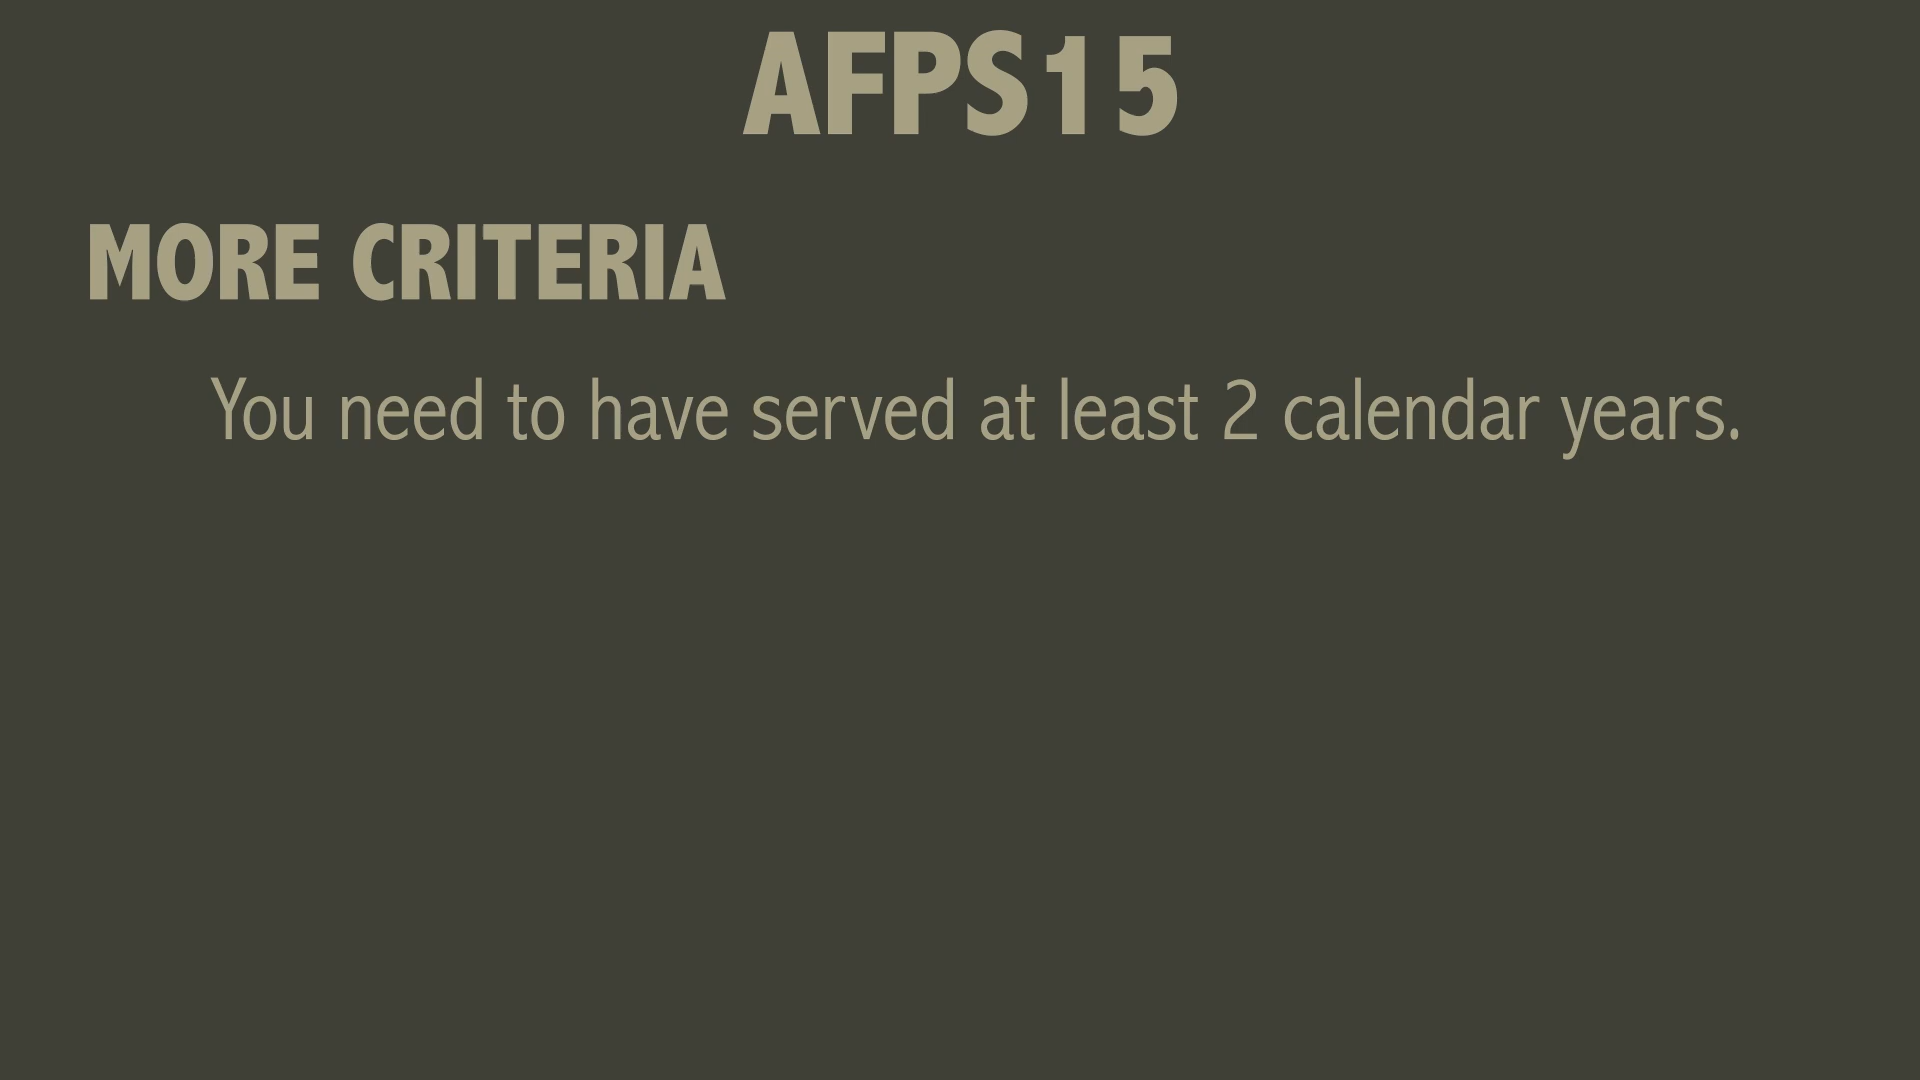 AFPS15
MORE CRITERIA
You need to have served at least 2 calendar years.